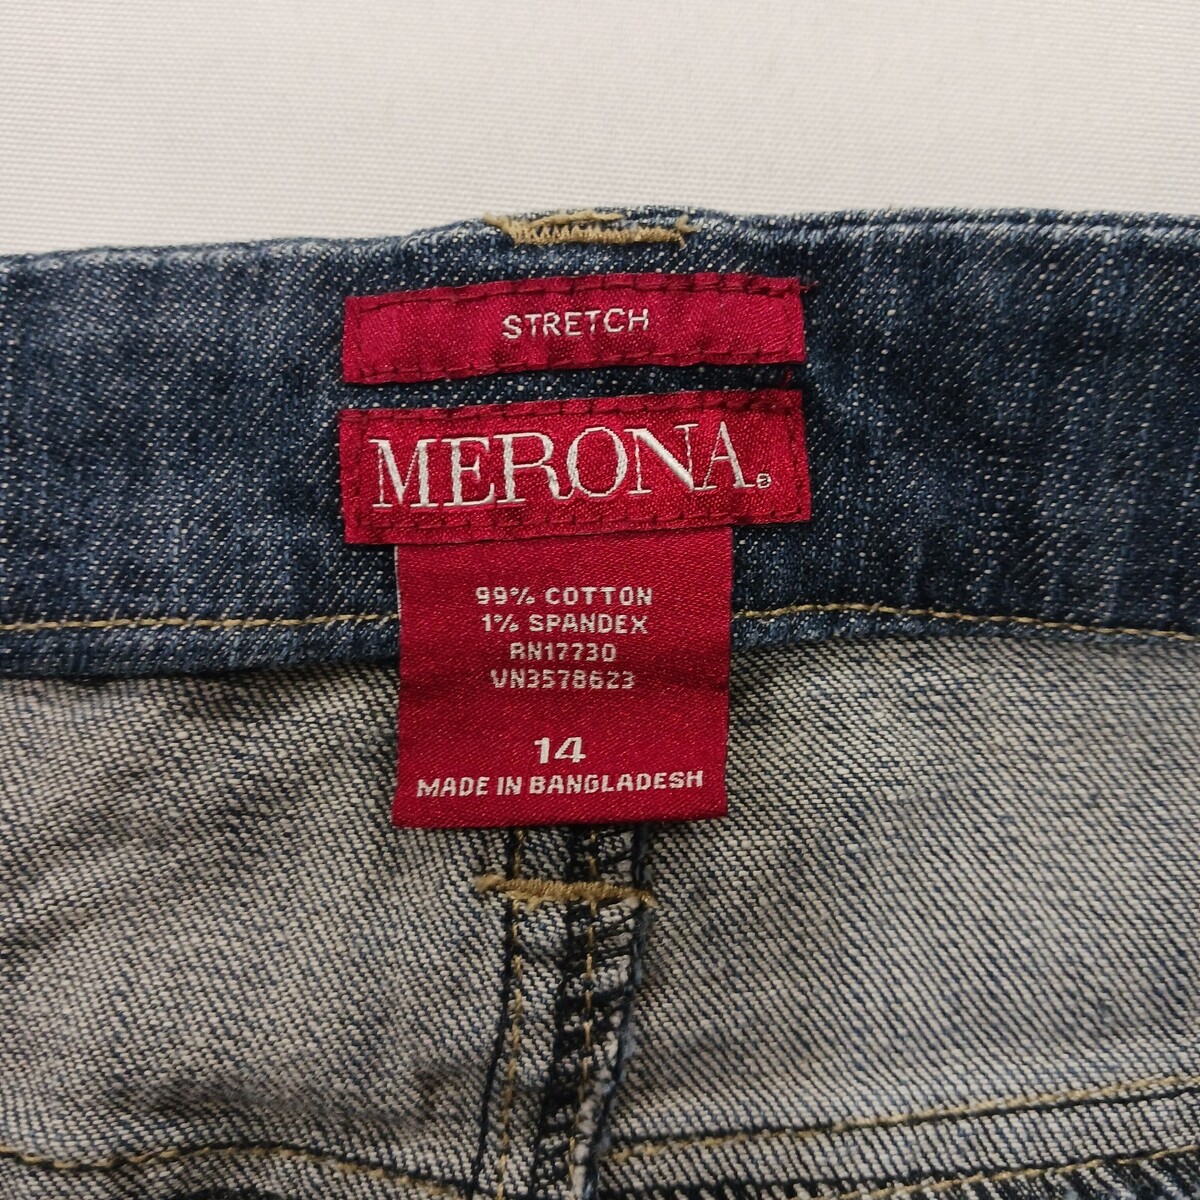 STRETCH
MERONA®
99% COTTON
1% SPANDEX
RN17730
VN3578623
14
MADE IN BANGLADESH